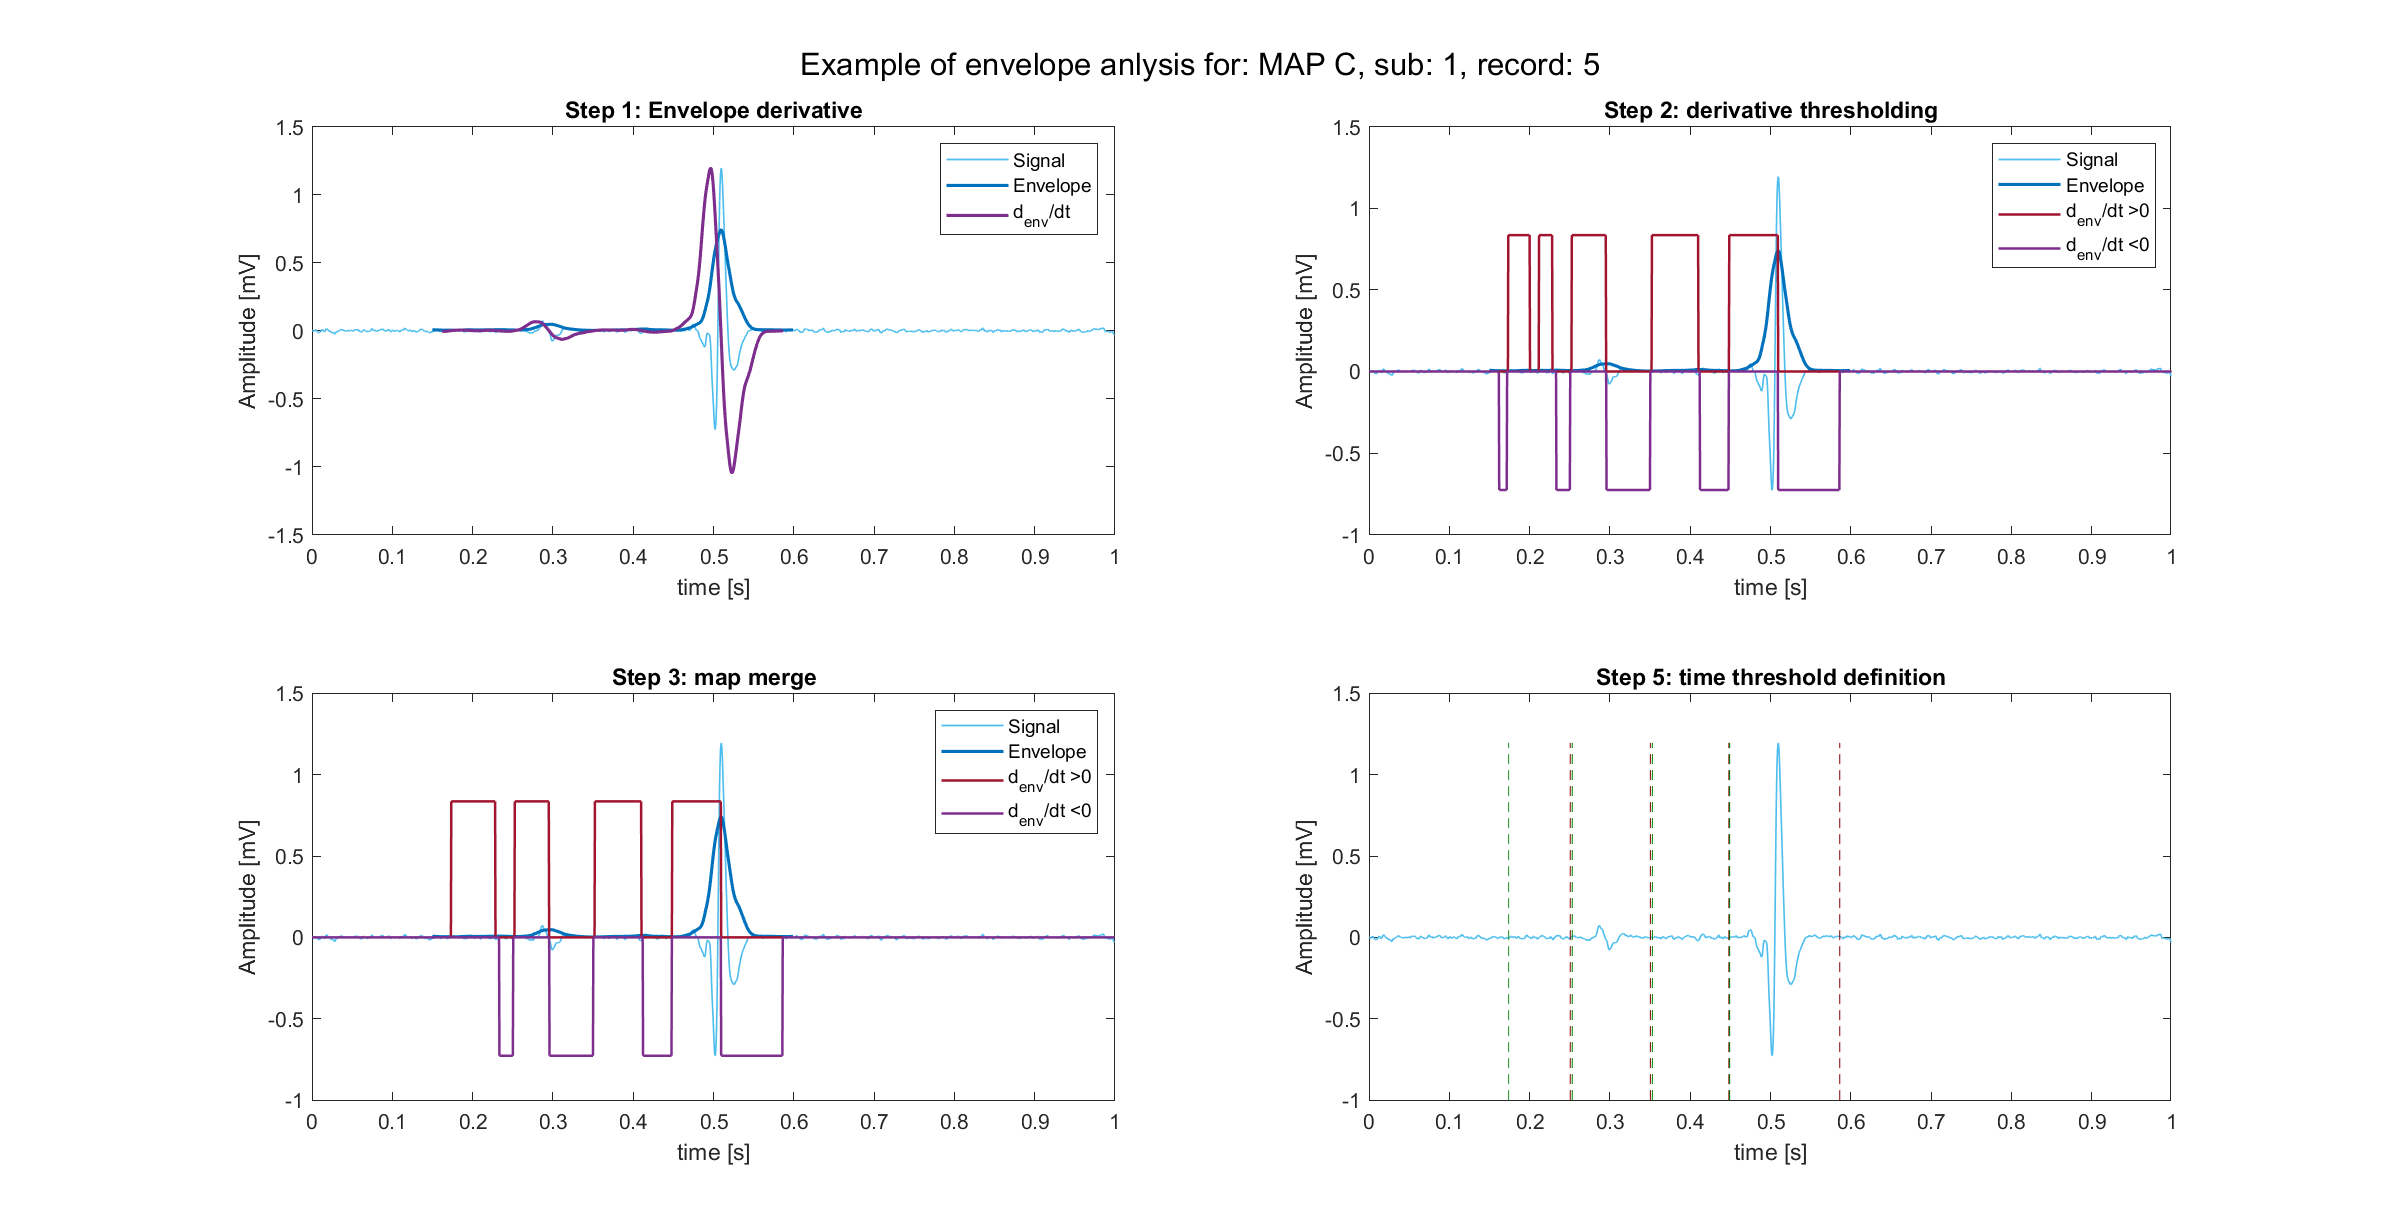 Example of envelope anlysis for: MAP C, sub: 1, record: 5
Step 1: Envelope derivative
1.5
1
0.5
0
-0.5
-1
-1.5
Amplitude [mV]
Signal
Envelope
d_env/dt
0 0.1 0.2 0.3 0.4 0.5 0.6 0.7 0.8 0.9 1
time [s]
Step 2: derivative thresholding
1.5
1
0.5
0
-0.5
-1
Amplitude [mV]
Signal
Envelope
d_env/dt >0
d_env/dt <0
0 0.1 0.2 0.3 0.4 0.5 0.6 0.7 0.8 0.9 1
time [s]
Step 3: map merge
1.5
1
0.5
0
-0.5
-1
Amplitude [mV]
Signal
Envelope
d_env/dt >0
d_env/dt <0
0 0.1 0.2 0.3 0.4 0.5 0.6 0.7 0.8 0.9 1
time [s]
Step 5: time threshold definition
1.5
1
0.5
0
-0.5
-1
Amplitude [mV]
0 0.1 0.2 0.3 0.4 0.5 0.6 0.7 0.8 0.9 1
time [s]